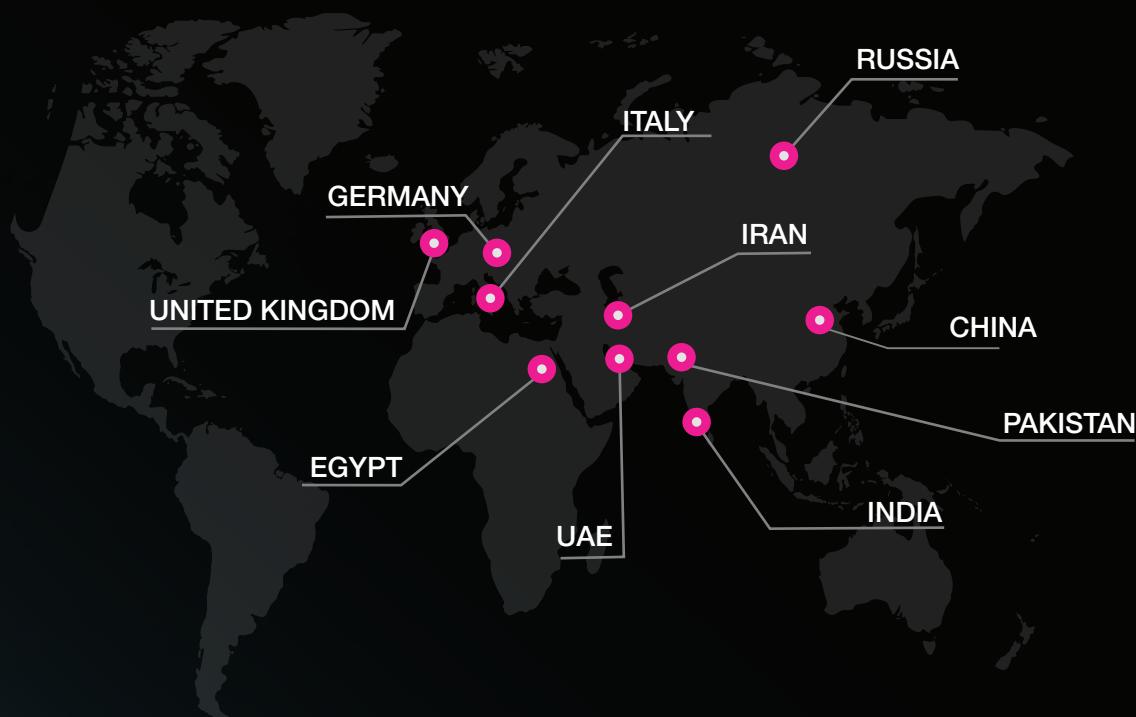 RUSSIA
ITALY
GERMANY
IRAN
UNITED KINGDOM
CHINA
PAKISTAN
EGYPT
INDIA
UAE